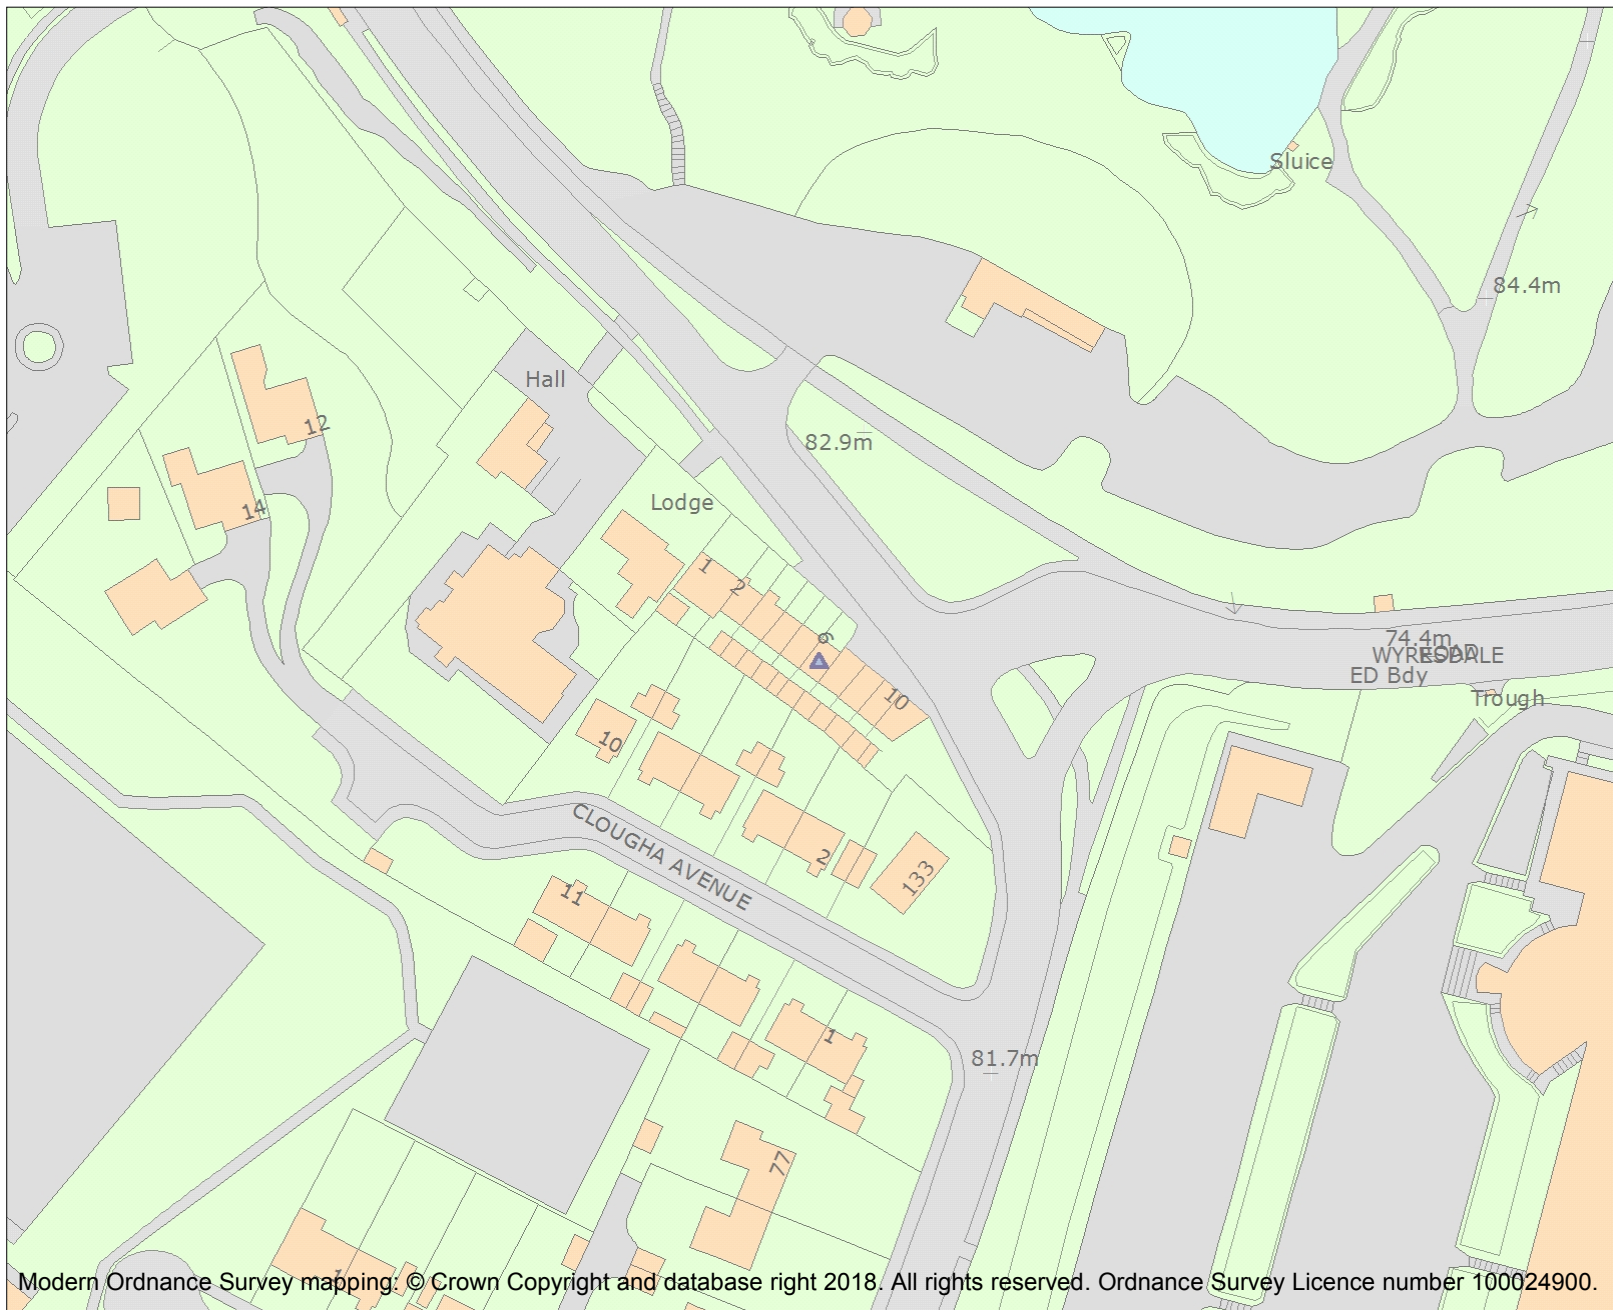 Sluice
84.4m
Hall
12
82.9m
14
Lodge
1
2
6
74.4m
WYRESDALE
ROAD
ED Bdy
Trough
10
10
CLOUGHA AVENUE
2
133
11
1
81.7m
77
1
Modern Ordnance Survey mapping: © Crown Copyright and database right 2018. All rights reserved. Ordnance Survey Licence number 100024900.